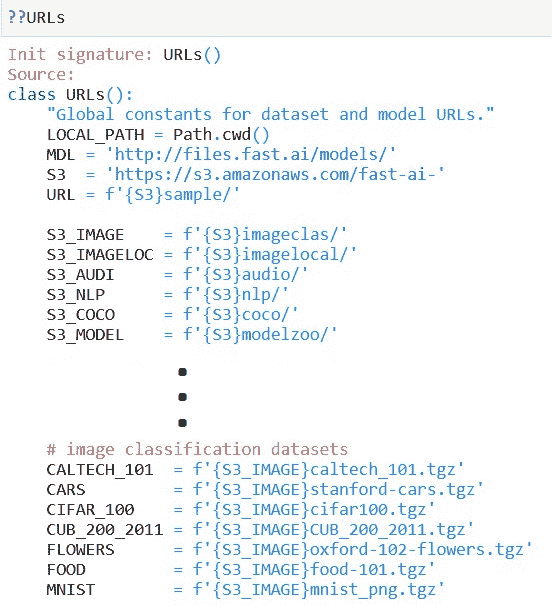 ??URLs
Init signature: URLs()
Source:
class URLs():
    "Global constants for dataset and model URLs."
    LOCAL_PATH = Path.cwd()
    MDL = 'http://files.fast.ai/models/'
    S3  = 'https://s3.amazonaws.com/fast-ai-'
    URL = f'{S3}sample/'

    S3_IMAGE    = f'{S3}imageclas/'
    S3_IMAGELOC = f'{S3}imagelocal/'
    S3_AUDI     = f'{S3}audio/'
    S3_NLP      = f'{S3}nlp/'
    S3_COCO     = f'{S3}coco/'
    S3_MODEL    = f'{S3}modelzoo/'

    # image classification datasets
    CALTECH_101  = f'{S3_IMAGE}caltech_101.tgz'
    CARS         = f'{S3_IMAGE}stanford-cars.tgz'
    CIFAR_100    = f'{S3_IMAGE}cifar100.tgz'
    CUB_200_2011 = f'{S3_IMAGE}CUB_200_2011.tgz'
    FLOWERS      = f'{S3_IMAGE}oxford-102-flowers.tgz'
    FOOD         = f'{S3_IMAGE}food-101.tgz'
    MNIST        = f'{S3_IMAGE}mnist_png.tgz'